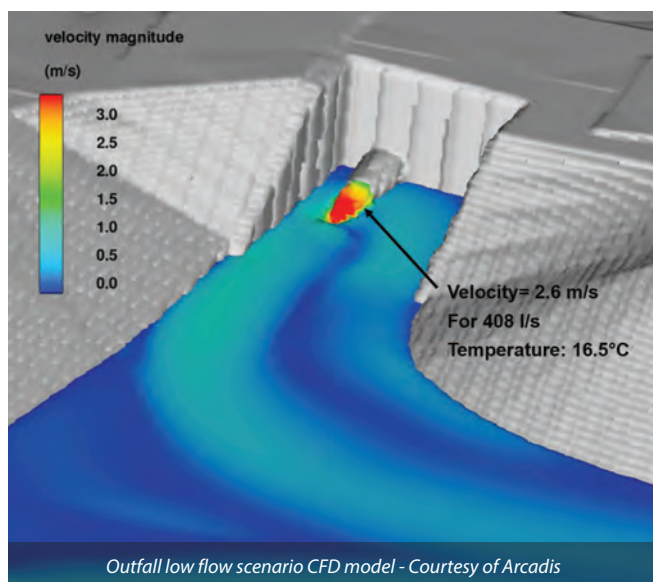 velocity magnitude
(m/s)
3.0
2.5
2.0
1.5
1.0
0.5
0.0
Velocity= 2.6 m/s
For 408 l/s
Temperature: 16.5°C
Outfall low flow scenario CFD model - Courtesy of Arcadis